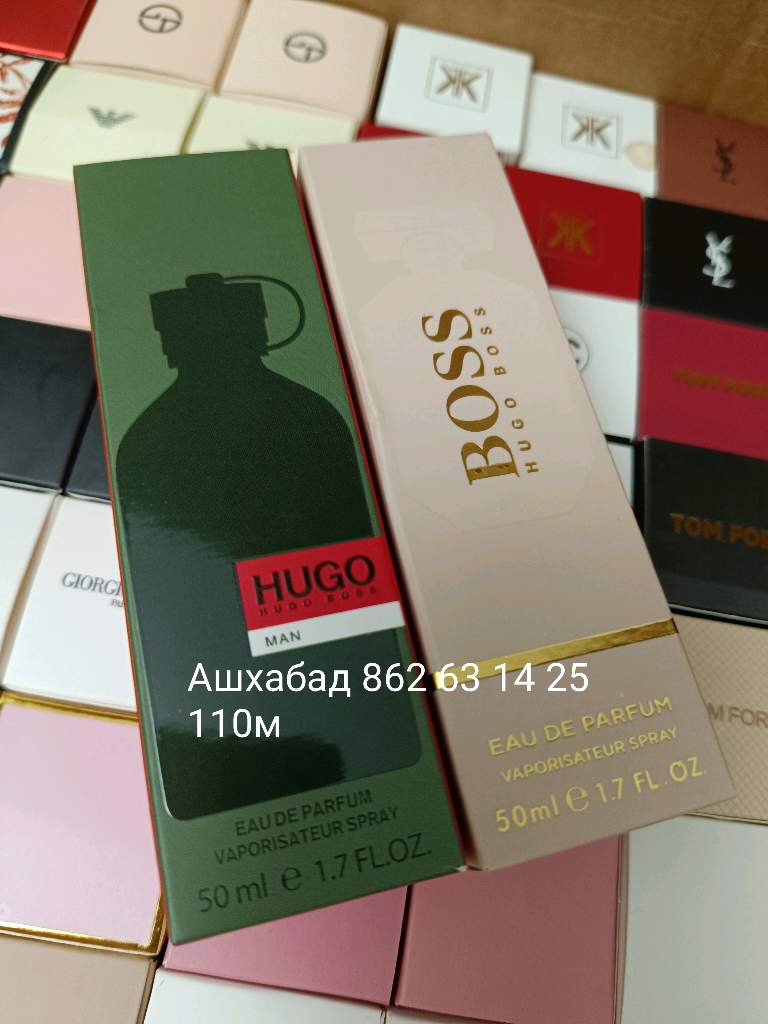 BOSS
HUGO BOSS
TOM FORD
HUGO
HUGO BOSS
MAN
GIORGI
Ашхабад 862 63 14 25
110м
EAU DE PARFUM
VAPORISATEUR SPRAY
50ml e 1.7 FL. OZ.
EAU DE PARFUM
VAPORISATEUR SPRAY
50 ml e 1.7 FL.OZ.